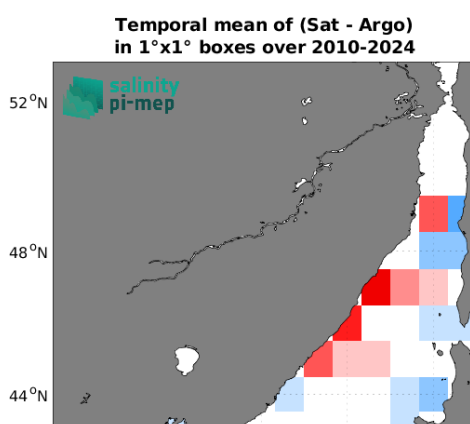 Temporal mean of (Sat - Argo)
in 1°x1° boxes over 2010-2024
salinity
pi-mep
52°N
48°N
44°N